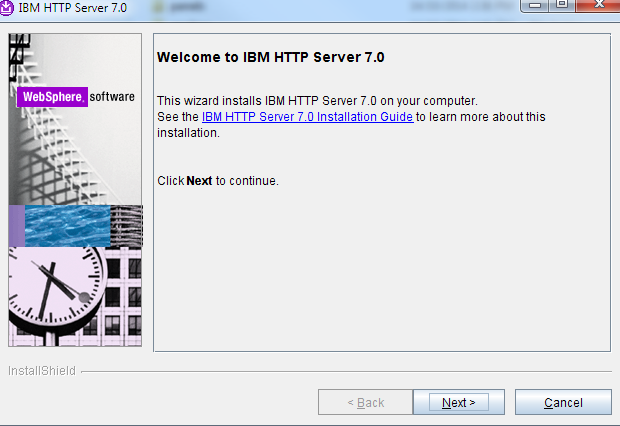 IBM HTTP Server 7.0
Welcome to IBM HTTP Server 7.0
WebSphere. software
This wizard installs IBM HTTP Server 7.0 on your computer.
See the IBM HTTP Server 7.0 Installation Guide to learn more about this
installation.
Click Next to continue.
InstallShield
< Back
Next >
Cancel